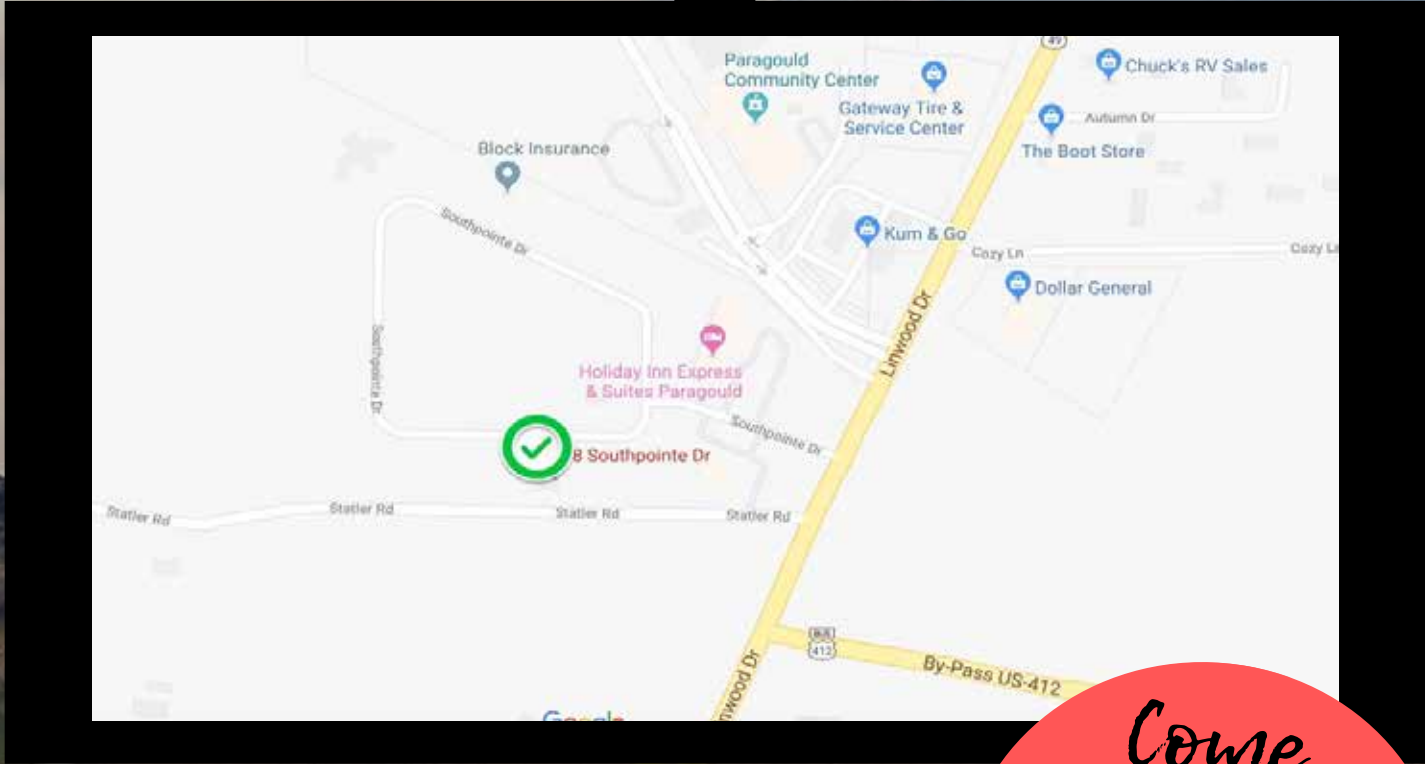 49
Paragould
Community Center
Chuck's RV Sales
Gateway Tire &
Service Center
Autumn Dr
The Boot Store
Block Insurance
Southpointe Dr
Kum & Go
Cozy Ln
Cozy Ln
Dollar General
Linwood Dr
Southpointe Dr
Holiday Inn Express
& Suites Paragould
Southpointe Dr
8 Southpointe Dr
Statler Rd
Statler Rd
Statler Rd
Statler Rd
BUS
412
By-Pass US-412
Linwood Dr
Google
Come